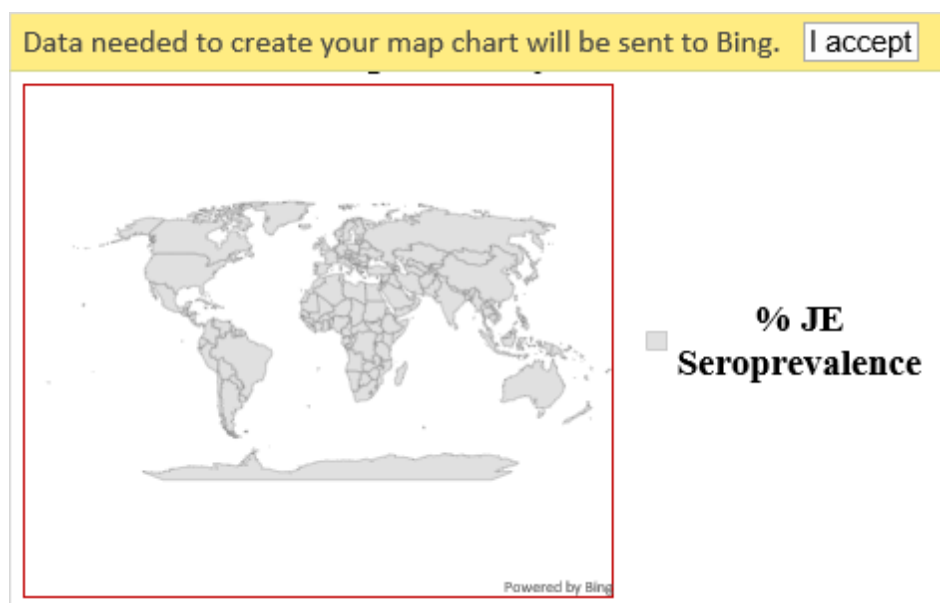 Data needed to create your map chart will be sent to Bing. I accept
% JE
Seroprevalence
Powered by Bing